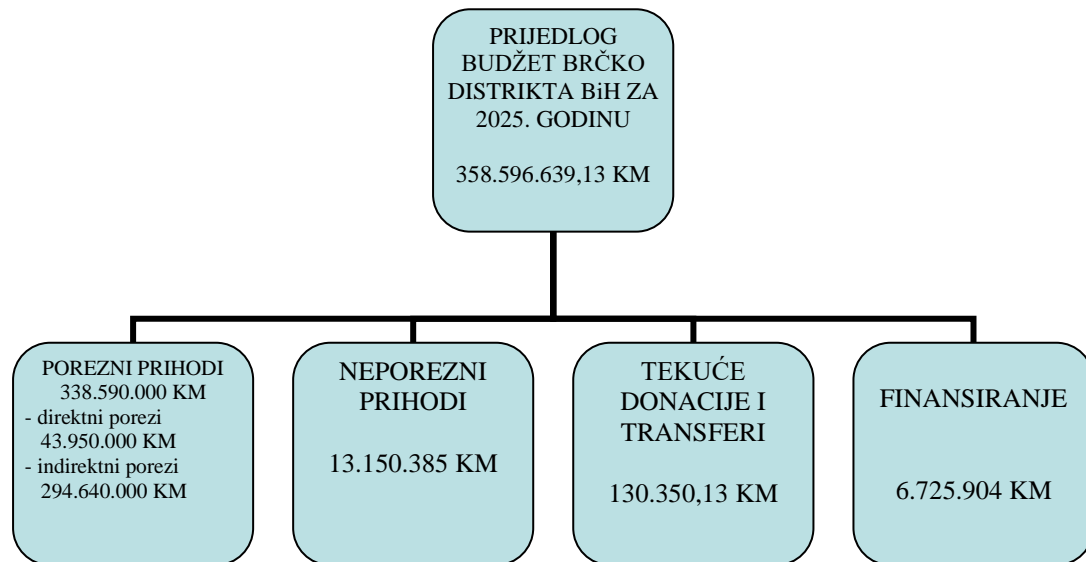 PRIJEDLOG
BUDŽET BRČKO
DISTRIKTA BiH ZA
2025. GODINU
358.596.639,13 KM
POREZNI PRIHODI
338.590.000 KM
- direktni porezi
43.950.000 KM
- indirektni porezi
294.640.000 KM
NEPOREZNI
PRIHODI
13.150.385 KM
TEKUĆE
DONACIJE I
TRANSFERI
130.350,13 KM
FINANSIRANJE
6.725.904 KM